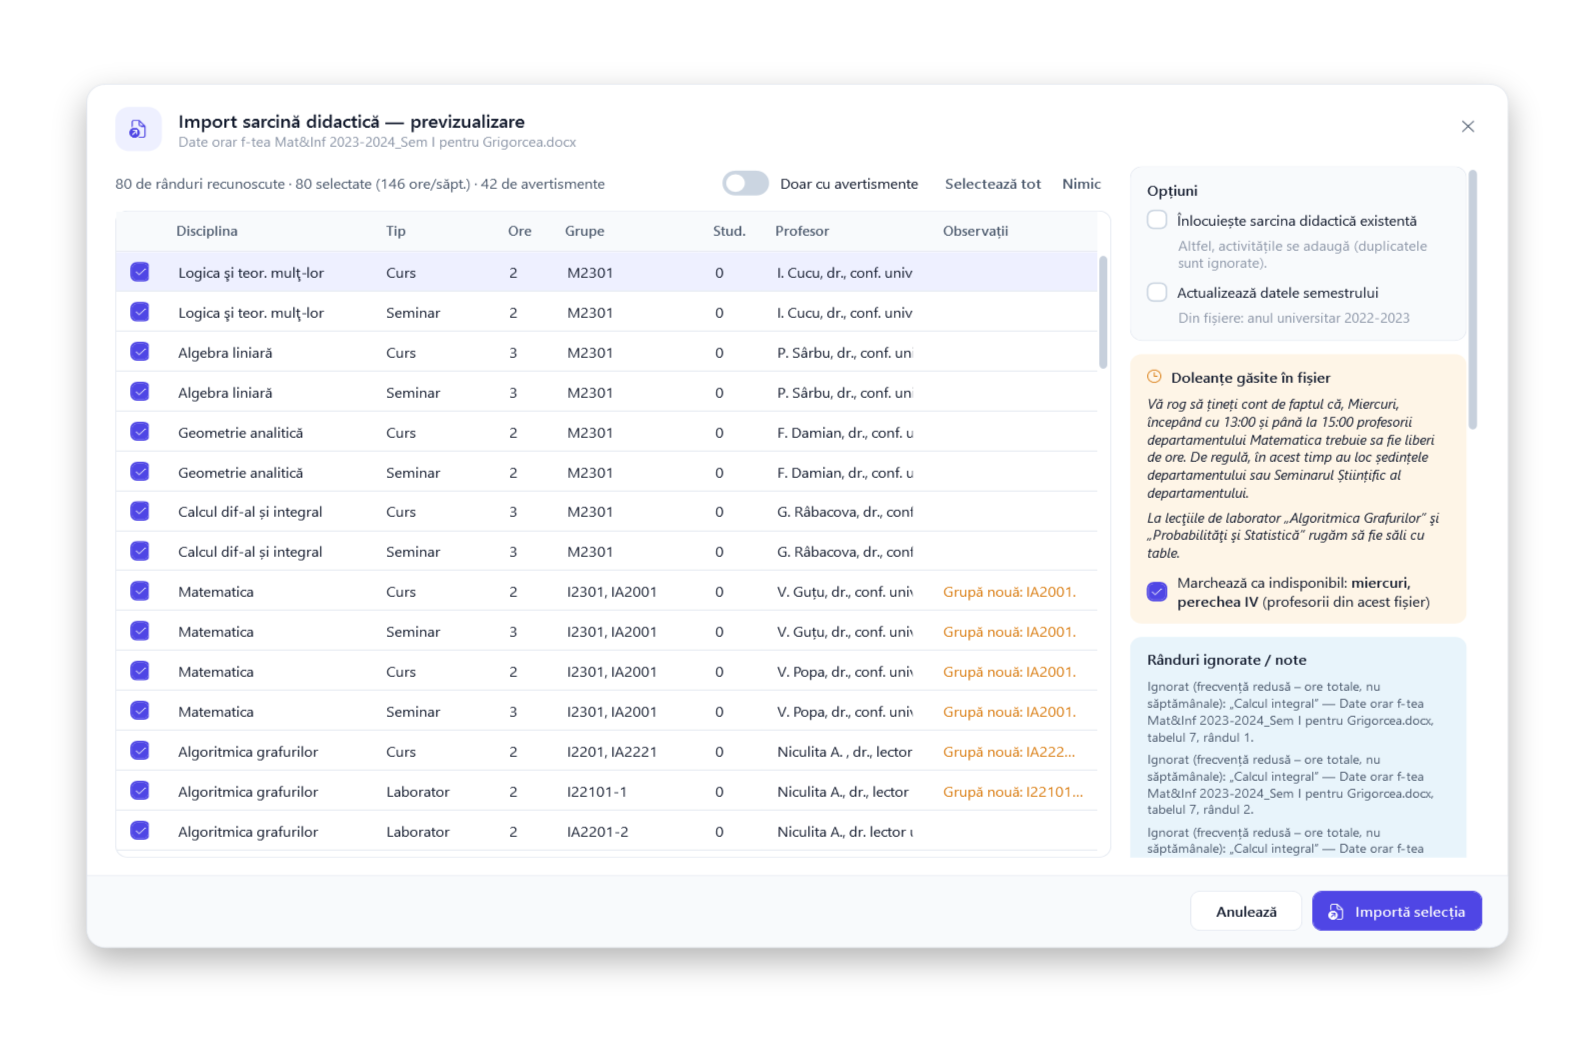 Import sarcină didactică — previzualizare
Date orar f-tea Mat&Inf 2023-2024_Sem I pentru Grigorcea.docx
80 de rânduri recunoscute · 80 selectate (146 ore/săpt.) · 42 de avertismente
Doar cu avertismente
Selectează tot
Nimic
Disciplina Tip Ore Grupe Stud. Profesor Observații
Logica şi teor. mulţ-lor Curs 2 M2301 0 I. Cucu, dr., conf. univ
Logica şi teor. mulţ-lor Seminar 2 M2301 0 I. Cucu, dr., conf. univ
Algebra liniară Curs 3 M2301 0 P. Sârbu, dr., conf. uni
Algebra liniară Seminar 3 M2301 0 P. Sârbu, dr., conf. uni
Geometrie analitică Curs 2 M2301 0 F. Damian, dr., conf. u
Geometrie analitică Seminar 2 M2301 0 F. Damian, dr., conf. u
Calcul dif-al și integral Curs 3 M2301 0 G. Râbacova, dr., conf
Calcul dif-al și integral Seminar 3 M2301 0 G. Râbacova, dr., conf
Matematica Curs 2 I2301, IA2001 0 V. Guțu, dr., conf. univ Grupă nouă: IA2001.
Matematica Seminar 3 I2301, IA2001 0 V. Guțu, dr., conf. univ Grupă nouă: IA2001.
Matematica Curs 2 I2301, IA2001 0 V. Popa, dr., conf. univ Grupă nouă: IA2001.
Matematica Seminar 3 I2301, IA2001 0 V. Popa, dr., conf. univ Grupă nouă: IA2001.
Algoritmica grafurilor Curs 2 I2201, IA2221 0 Niculita A. , dr., lector Grupă nouă: IA222...
Algoritmica grafurilor Laborator 2 I22101-1 0 Niculita A., dr., lector Grupă nouă: I22101...
Algoritmica grafurilor Laborator 2 IA2201-2 0 Niculita A., dr. lector u
Opțiuni
Înlocuiește sarcina didactică existentă
Altfel, activitățile se adaugă (duplicatele
sunt ignorate).
Actualizează datele semestrului
Din fișiere: anul universitar 2022-2023
Doleanțe găsite în fișier
Vă rog să țineți cont de faptul că, Miercuri,
începând cu 13:00 și până la 15:00 profesorii
departamentului Matematica trebuie sa fie liberi
de ore. De regulă, în acest timp au loc ședințele
departamentului sau Seminarul Științific al
departamentului.
La lecţiile de laborator „Algoritmica Grafurilor” şi
„Probabilităţi şi Statistică” rugăm să fie săli cu
table.
Marchează ca indisponibil: miercuri,
perechea IV (profesorii din acest fișier)
Rânduri ignorate / note
Ignorat (frecvență redusă – ore totale, nu
săptămânale): „Calcul integral” — Date orar f-tea
Mat&Inf 2023-2024_Sem I pentru Grigorcea.docx,
tabelul 7, rândul 1.
Ignorat (frecvență redusă – ore totale, nu
săptămânale): „Calcul integral” — Date orar f-tea
Mat&Inf 2023-2024_Sem I pentru Grigorcea.docx,
tabelul 7, rândul 2.
Ignorat (frecvență redusă – ore totale, nu
săptămânale): „Calcul integral” — Date orar f-tea
Anulează
Importă selecția